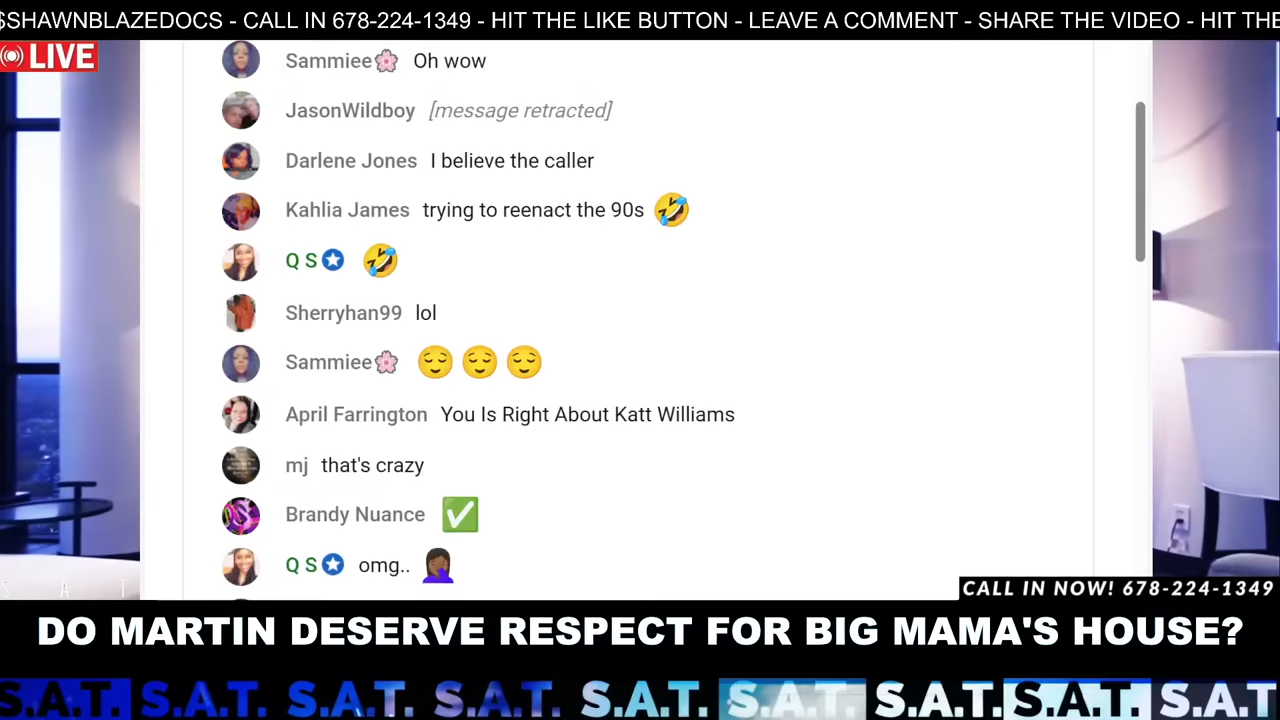 $SHAWNBLAZEDOCS - CALL IN 678-224-1349 - HIT THE LIKE BUTTON - LEAVE A COMMENT - SHARE THE VIDEO - HIT THE
LIVE
Sammiee🌸 Oh wow
JasonWildboy [message retracted]
Darlene Jones I believe the caller
Kahlia James trying to reenact the 90s 🤣
Q S 🤣
Sherryhan99 lol
Sammiee🌸 😌 😌 😌
April Farrington You Is Right About Katt Williams
mj that's crazy
Brandy Nuance ✅
Q S omg.. 🤦🏾‍♀️
S A T
CALL IN NOW! 678-224-1349
DO MARTIN DESERVE RESPECT FOR BIG MAMA'S HOUSE?
S.A.T. S.A.T. S.A.T. S.A.T. S.A.T. S.A.T. S.A.T. S.A.T. S.A.T